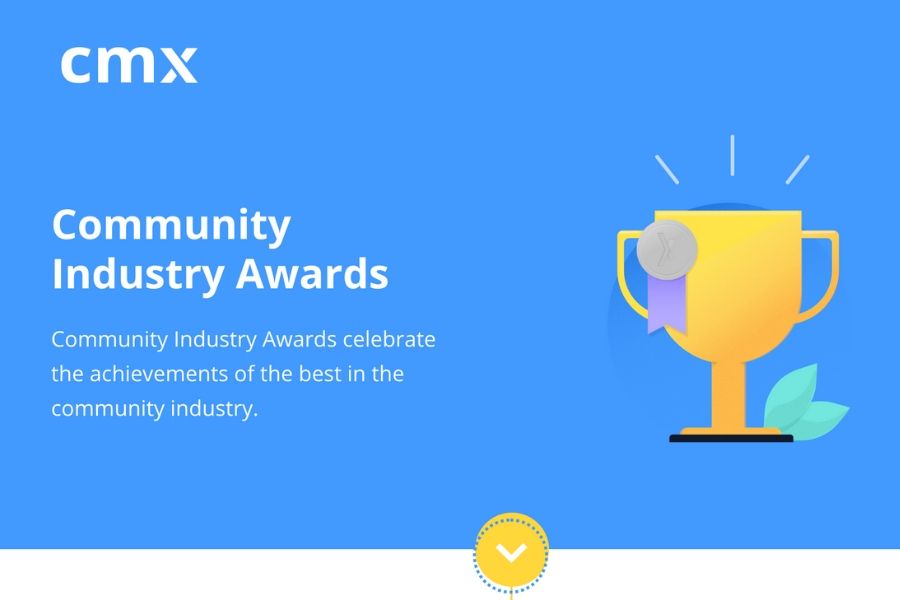 cmx
Community
Industry Awards
Community Industry Awards celebrate
the achievements of the best in the
community industry.